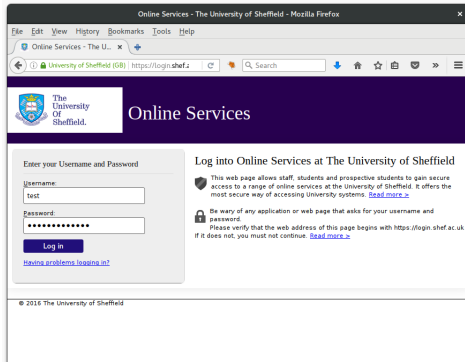 Online Services - The University of Sheffield - Mozilla Firefox
File Edit View History Bookmarks Tools Help
Online Services - The U...
University of Sheffield (GB) https://login.shef.a Search
The
University
Of
Sheffield.
Online Services
Enter your Username and Password
Username:
test
Password:
•••••••••••••
Log in
Having problems logging in?
Log into Online Services at The University of Sheffield
This web page allows staff, students and prospective students to gain secure
access to a range of online services at the University of Sheffield. It offers the
most secure way of accessing University systems. Read more >
Be wary of any application or web page that asks for your username and
password.
Please verify that the web address of this page begins with https://login.shef.ac.uk
If it does not, you must not continue. Read more >
© 2016 The University of Sheffield